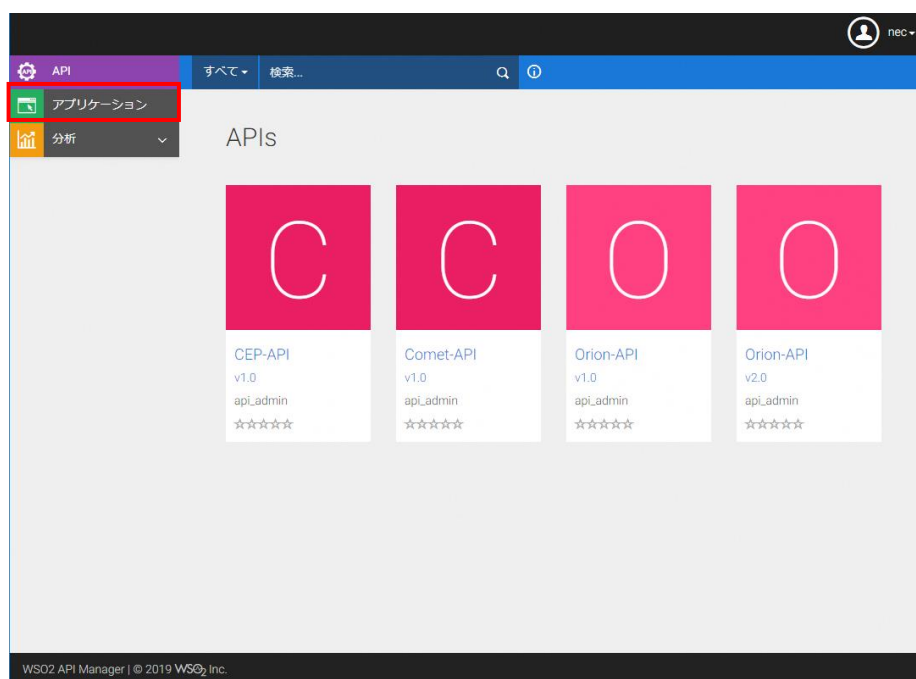 nec
API
すべて
検索...
アプリケーション
分析
APIs
C
C
O
O
CEP-API
v1.0
api_admin
Comet-API
v1.0
api_admin
Orion-API
v1.0
api_admin
Orion-API
v2.0
api_admin
WSO2 API Manager | © 2019 WSO2 Inc.